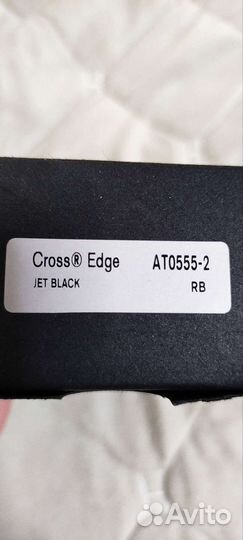 Cross® Edge AT0555-2
JET BLACK RB
Avito